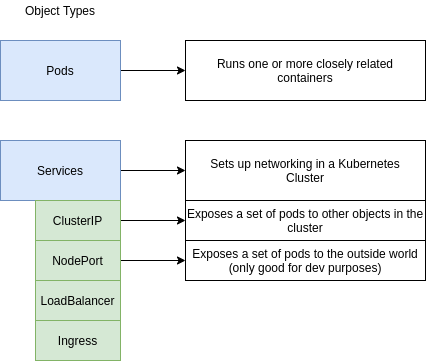 Object Types
Pods
Runs one or more closely related
containers
Services
Sets up networking in a Kubernetes
Cluster
ClusterIP
Exposes a set of pods to other objects in the
cluster
NodePort
Exposes a set of pods to the outside world
(only good for dev purposes)
LoadBalancer
Ingress